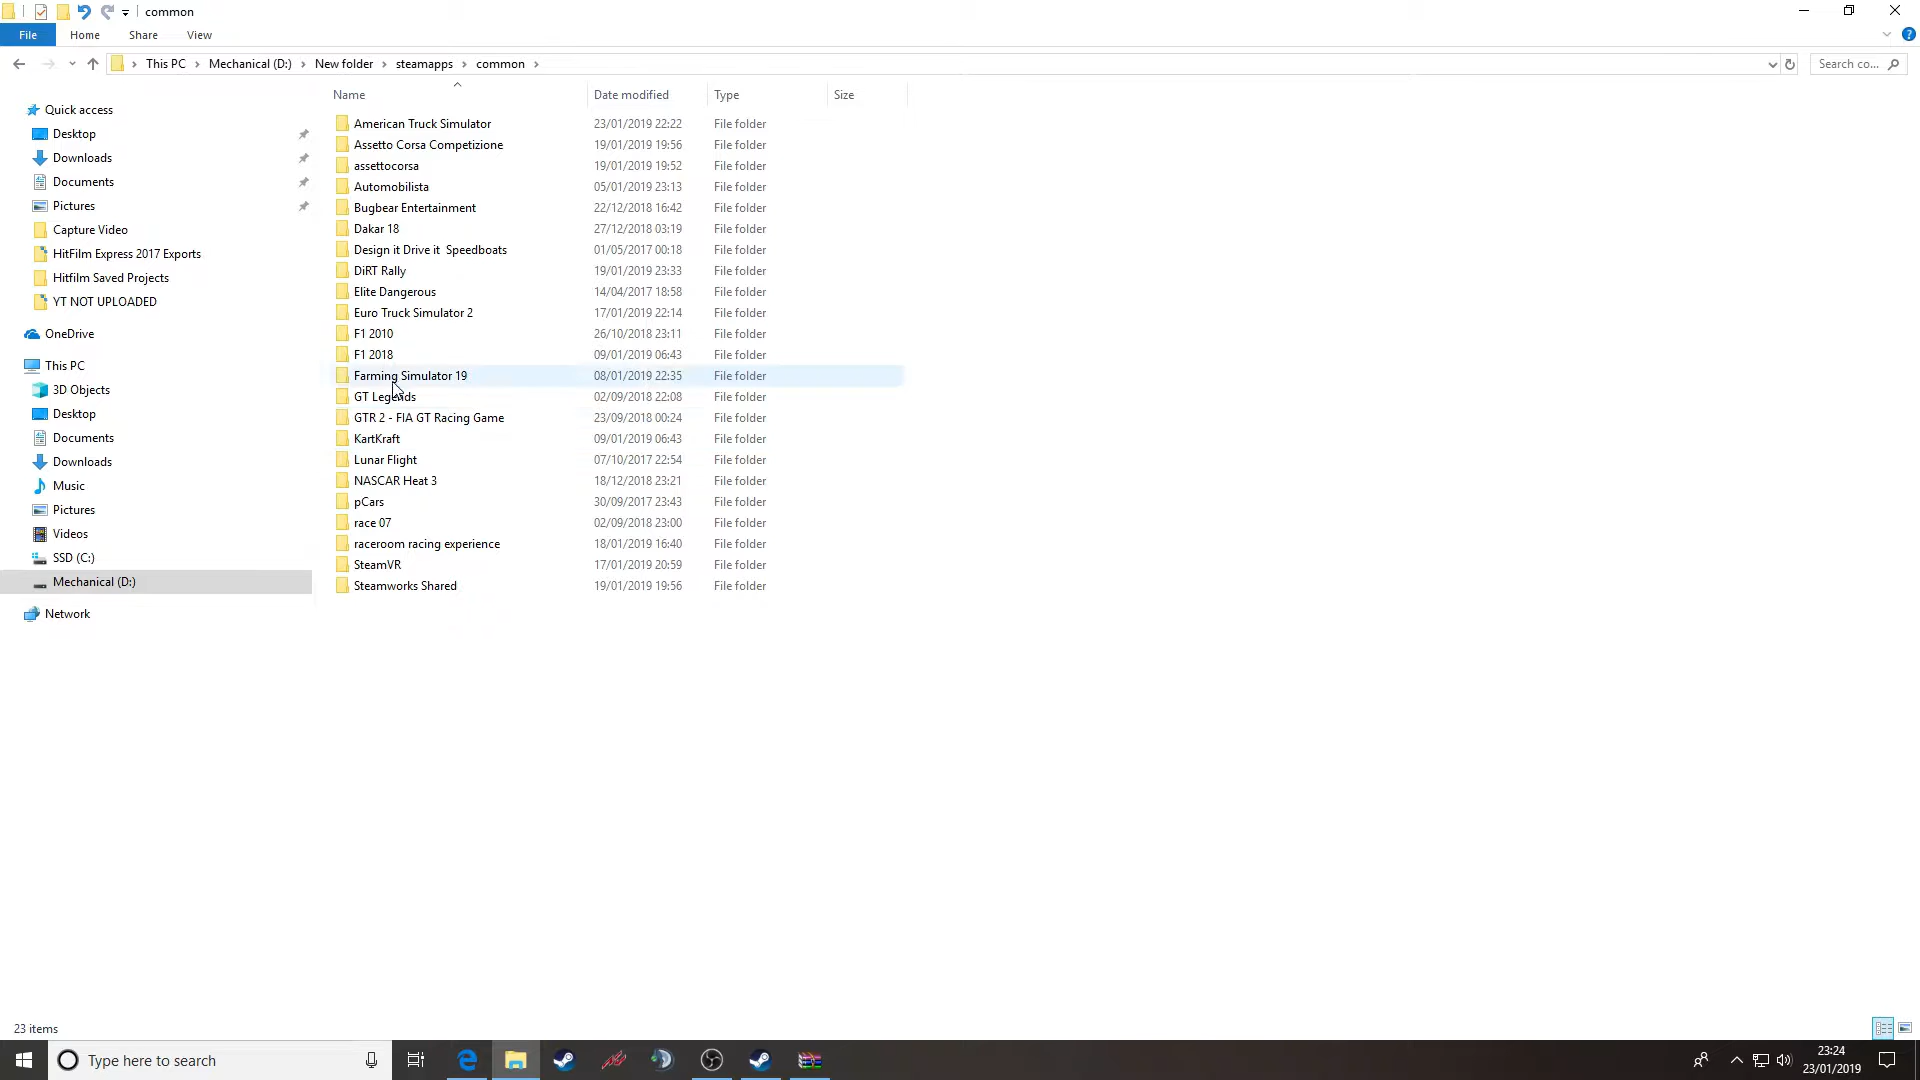 common
File Home Share View
This PC Mechanical (D:) New folder steamapps common Search co...
Name Date modified Type Size
Quick access
Desktop
Downloads
Documents
Pictures
Capture Video
HitFilm Express 2017 Exports
Hitfilm Saved Projects
YT NOT UPLOADED
OneDrive
This PC
3D Objects
Desktop
Documents
Downloads
Music
Pictures
Videos
SSD (C:)
Mechanical (D:)
Network
American Truck Simulator 23/01/2019 22:22 File folder
Assetto Corsa Competizione 19/01/2019 19:56 File folder
assettocorsa 19/01/2019 19:52 File folder
Automobilista 05/01/2019 23:13 File folder
Bugbear Entertainment 22/12/2018 16:42 File folder
Dakar 18 27/12/2018 03:19 File folder
Design it Drive it  Speedboats 01/05/2017 00:18 File folder
DiRT Rally 19/01/2019 23:33 File folder
Elite Dangerous 14/04/2017 18:58 File folder
Euro Truck Simulator 2 17/01/2019 22:14 File folder
F1 2010 26/10/2018 23:11 File folder
F1 2018 09/01/2019 06:43 File folder
Farming Simulator 19 08/01/2019 22:35 File folder
GT Legends 02/09/2018 22:08 File folder
GTR 2 - FIA GT Racing Game 23/09/2018 00:24 File folder
KartKraft 09/01/2019 06:43 File folder
Lunar Flight 07/10/2017 22:54 File folder
NASCAR Heat 3 18/12/2018 23:21 File folder
pCars 30/09/2017 23:43 File folder
race 07 02/09/2018 23:00 File folder
raceroom racing experience 18/01/2019 16:40 File folder
SteamVR 17/01/2019 20:59 File folder
Steamworks Shared 19/01/2019 19:56 File folder
23 items
Type here to search
23:24
23/01/2019